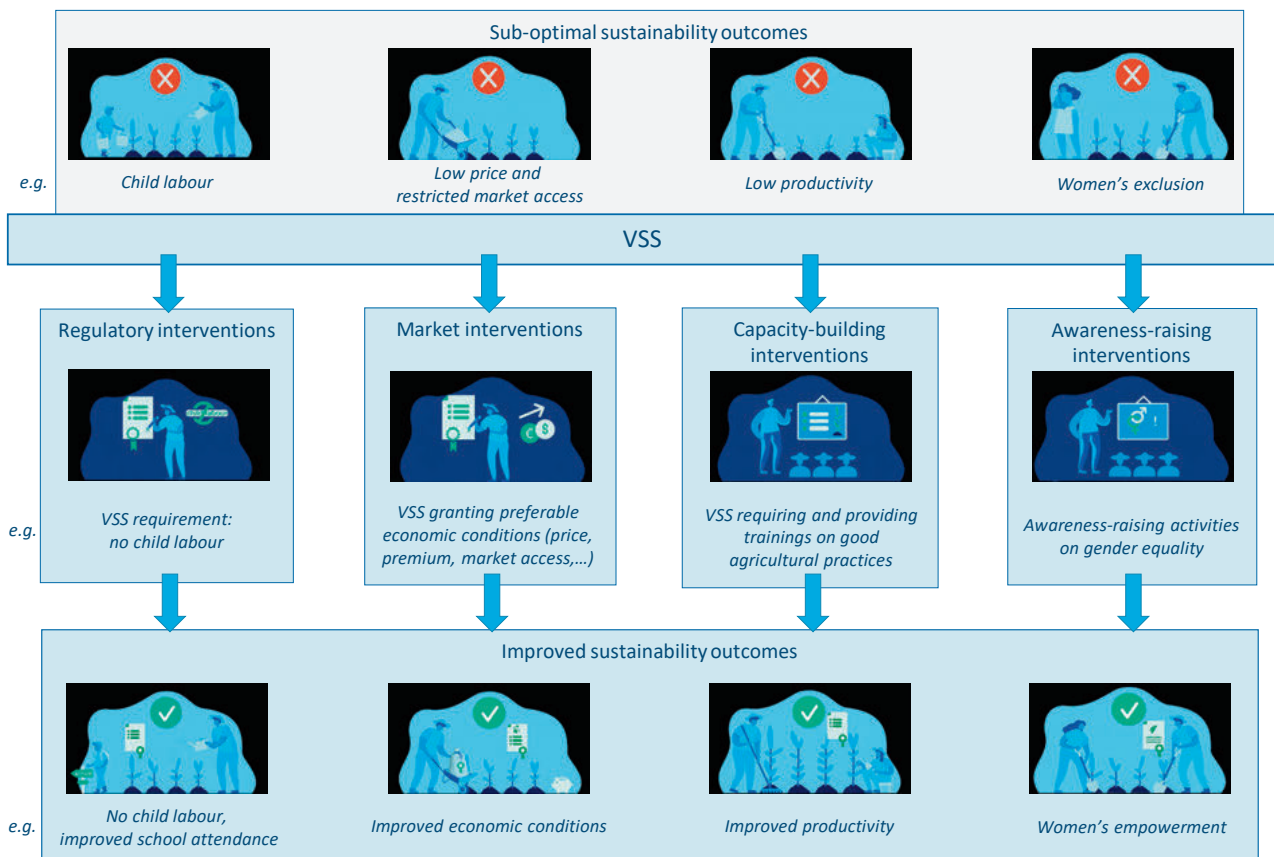 Sub-optimal sustainability outcomes
e.g.
Child labour
Low price and
restricted market access
Low productivity
Women's exclusion
VSS
Regulatory interventions
Market interventions
Capacity-building
interventions
Awareness-raising
interventions
$
!
e.g.
VSS requirement:
no child labour
VSS granting preferable
economic conditions (price,
premium, market access,...)
VSS requiring and providing
trainings on good
agricultural practices
Awareness-raising activities
on gender equality
Improved sustainability outcomes
e.g.
No child labour,
improved school attendance
Improved economic conditions
Improved productivity
Women's empowerment